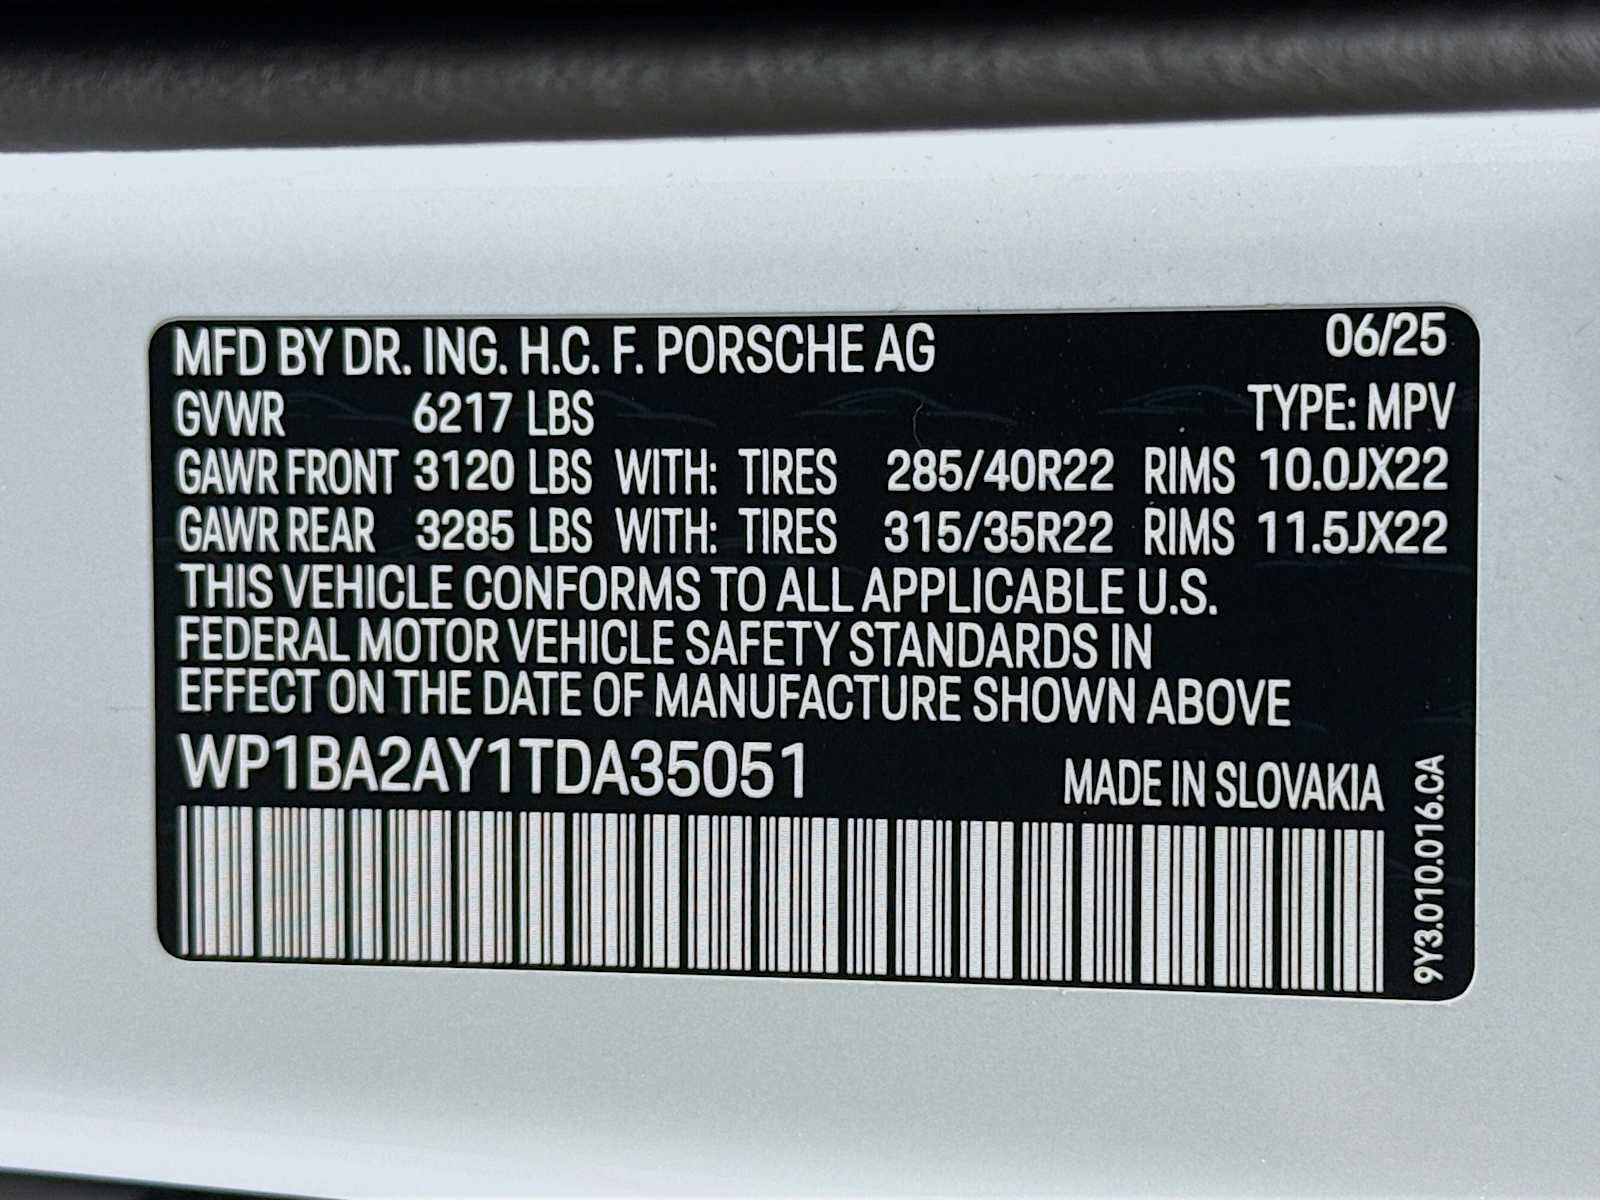 MFD BY DR. ING. H.C. F. PORSCHE AG 06/25
GVWR 6217 LBS TYPE: MPV
GAWR FRONT 3120 LBS WITH: TIRES 285/40R22 RIMS 10.0JX22
GAWR REAR 3285 LBS WITH: TIRES 315/35R22 RIMS 11.5JX22
THIS VEHICLE CONFORMS TO ALL APPLICABLE U.S.
FEDERAL MOTOR VEHICLE SAFETY STANDARDS IN
EFFECT ON THE DATE OF MANUFACTURE SHOWN ABOVE
WP1BA2AY1TDA35051 MADE IN SLOVAKIA
9Y3.010.016.CA